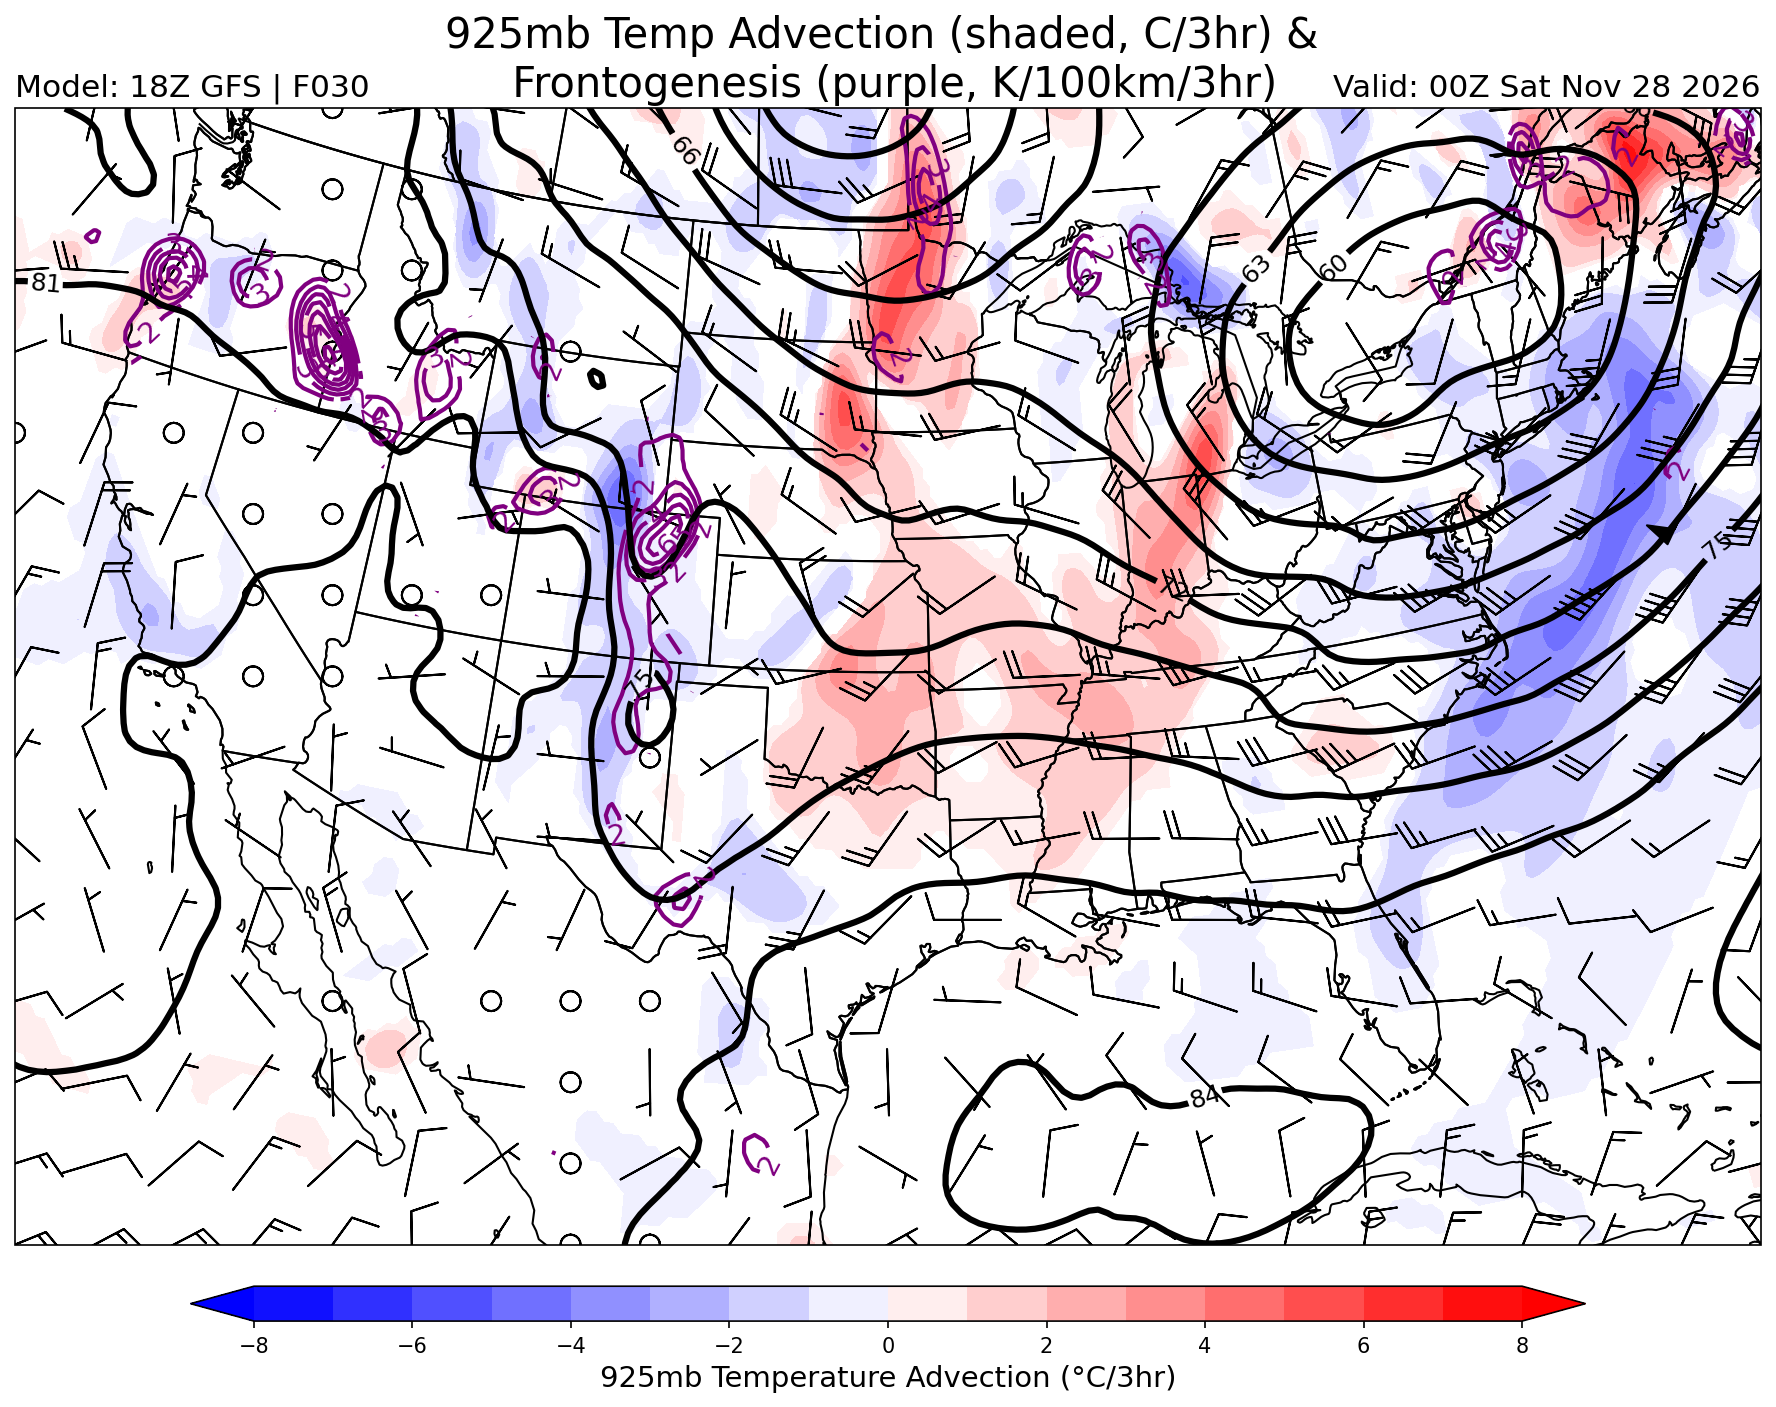 925mb Temp Advection (shaded, C/3hr) &
Frontogenesis (purple, K/100km/3hr)
Model: 18Z GFS | F030
Valid: 00Z Sat Nov 28 2026
66
81
63
60
75
75
84
−8 −6 −4 −2 0 2 4 6 8
925mb Temperature Advection (°C/3hr)